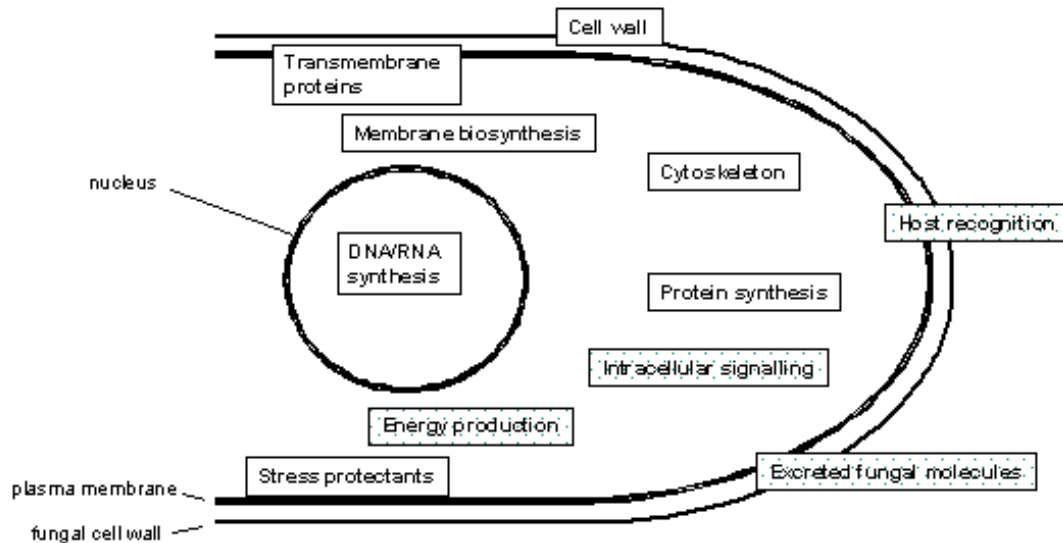 Cell wall
Transmembrane
proteins
Membrane biosynthesis
Cytoskeleton
nucleus
Host recognition
DNA/RNA
synthesis
Protein synthesis
Intracellular signalling
Energy production
Stress protectants
Excreted fungal molecules
plasma membrane
fungal cell wall